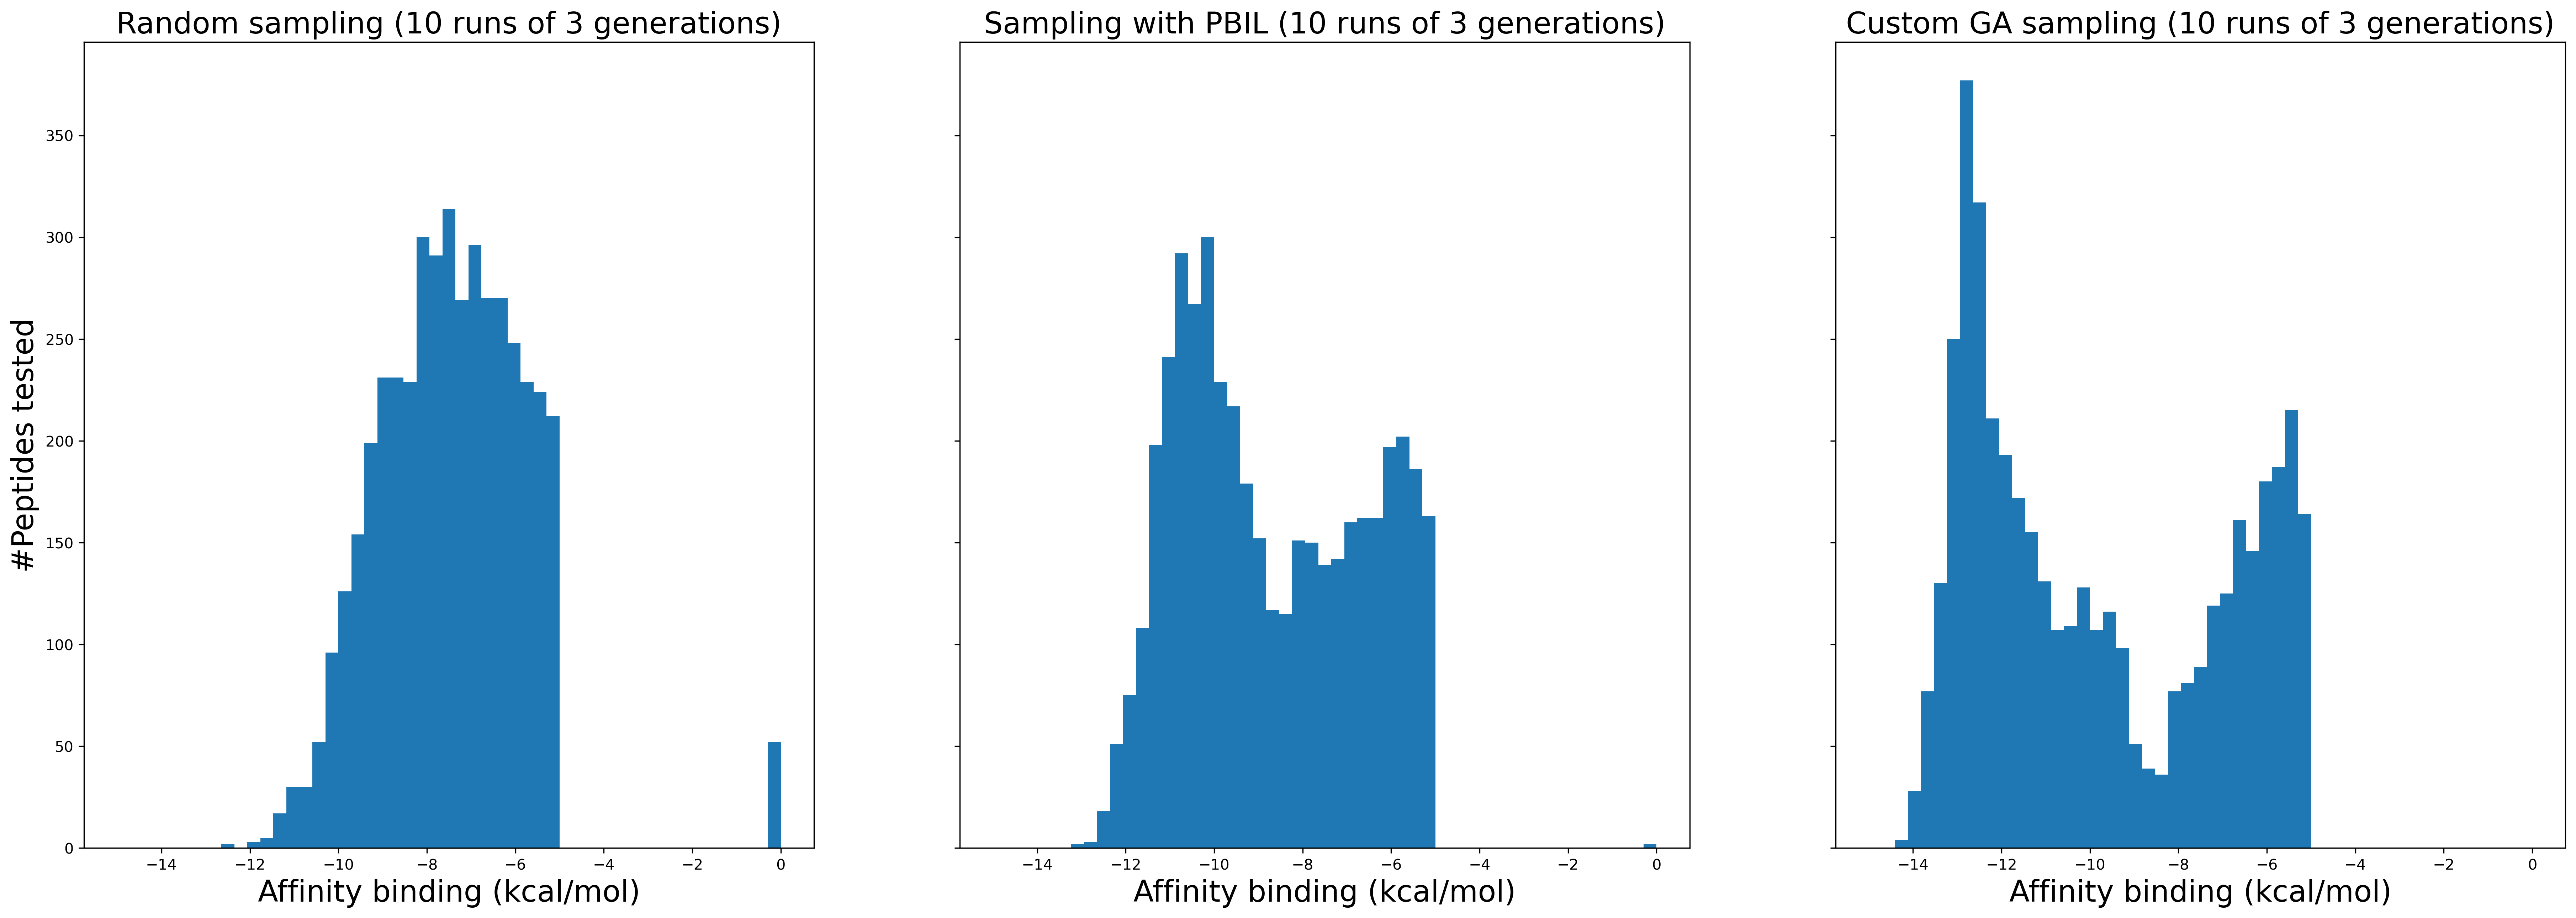 Random sampling (10 runs of 3 generations)
#Peptides tested
350
300
250
200
150
100
50
0
−14 −12 −10 −8 −6 −4 −2 0
Affinity binding (kcal/mol)
Sampling with PBIL (10 runs of 3 generations)
−14 −12 −10 −8 −6 −4 −2 0
Affinity binding (kcal/mol)
Custom GA sampling (10 runs of 3 generations)
−14 −12 −10 −8 −6 −4 −2 0
Affinity binding (kcal/mol)